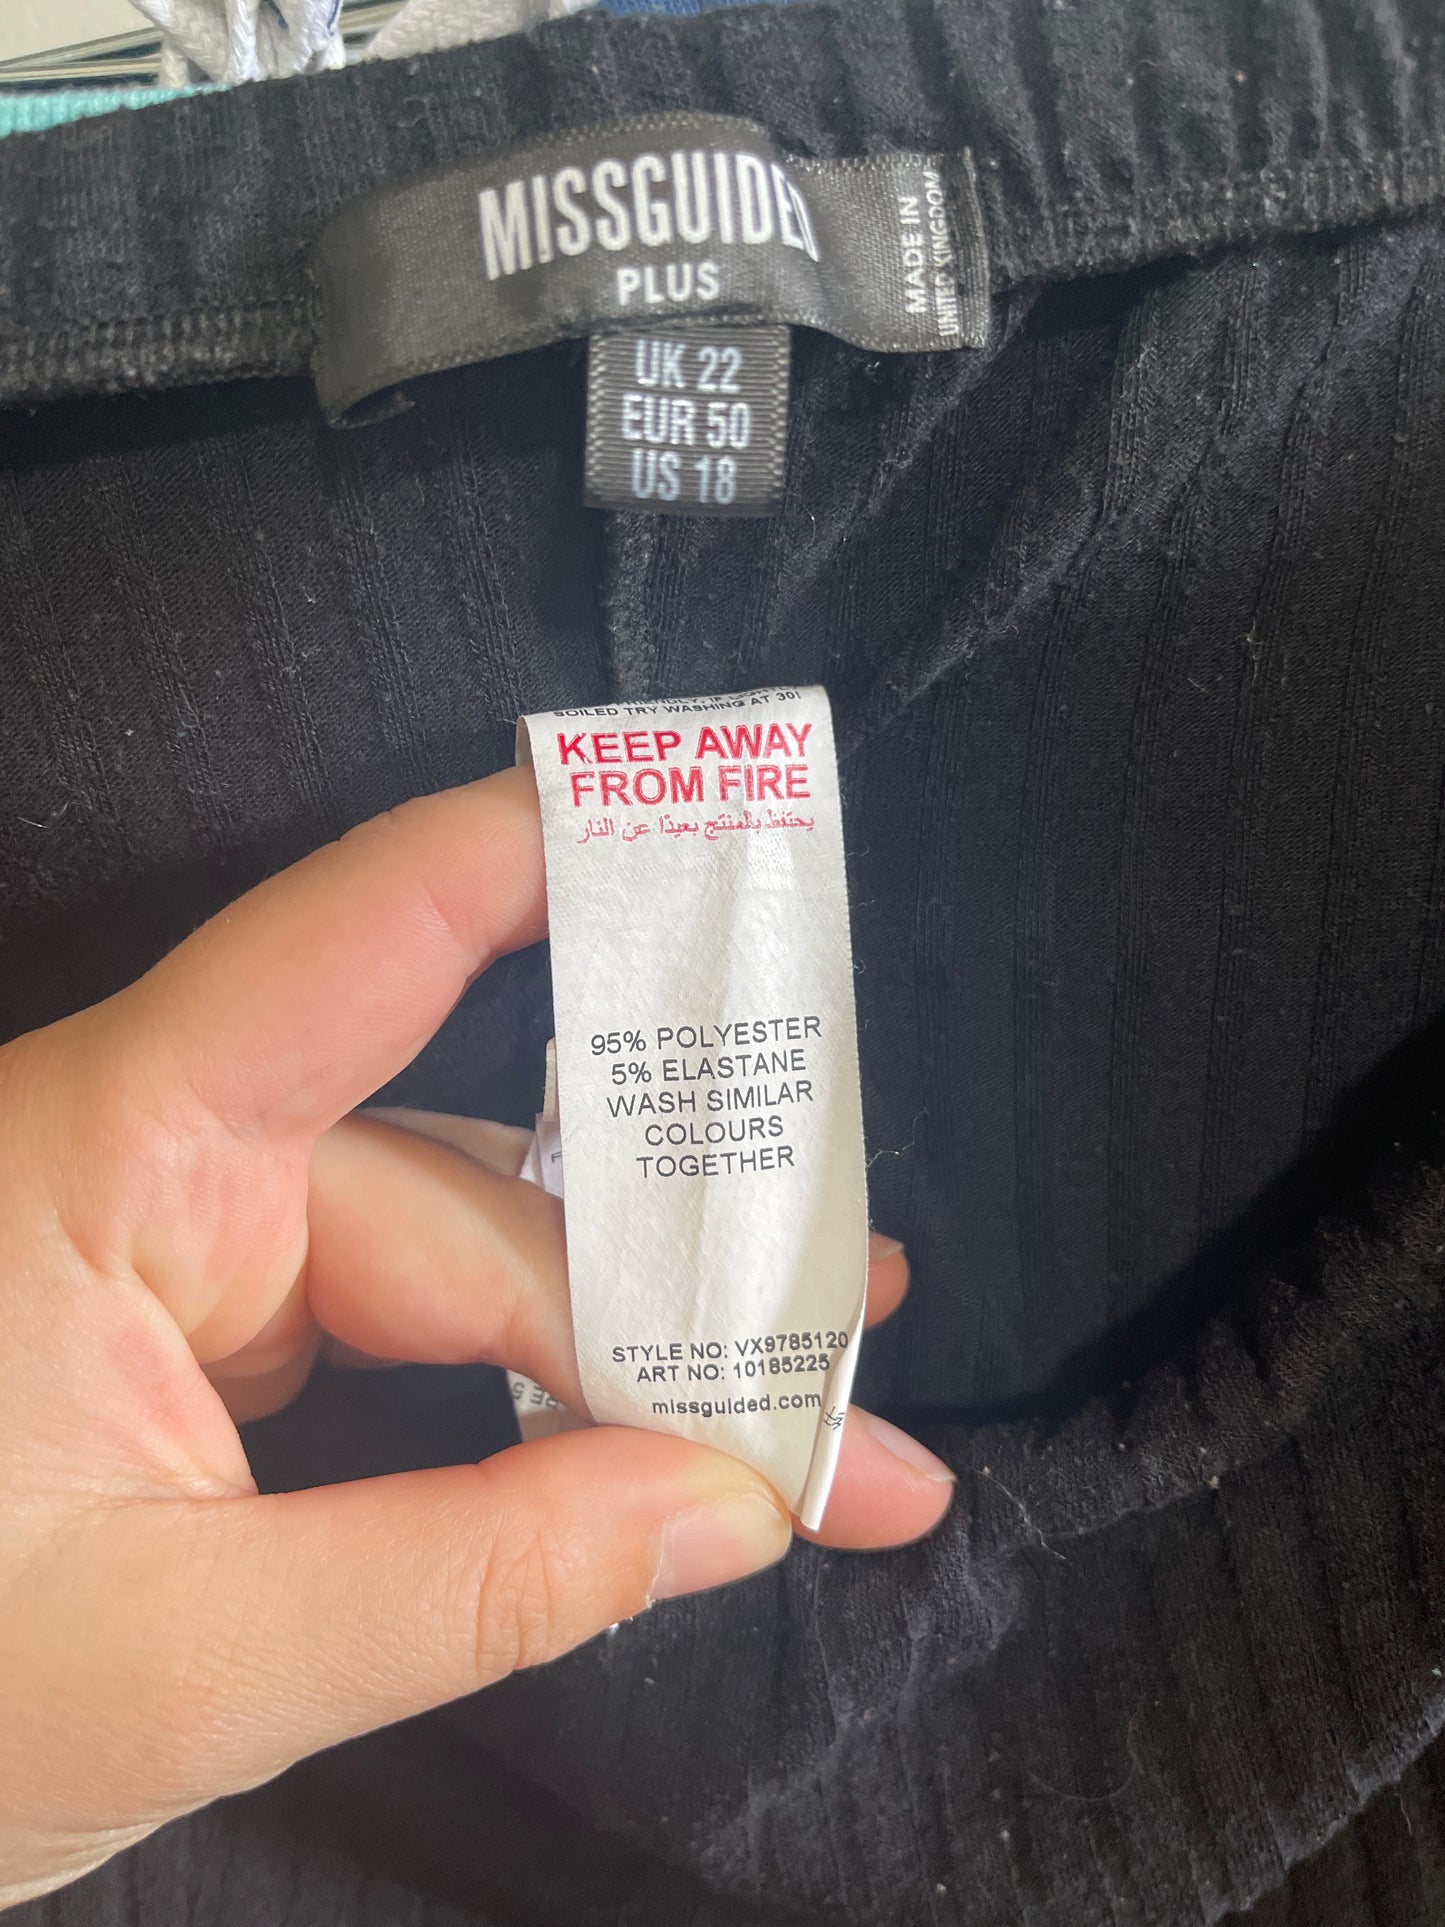 MISSGUIDED
PLUS
MADE IN
UNITED KINGDOM
UK 22
EUR 50
US 18
SOILED TRY WASHING AT 30!
KEEP AWAY
FROM FIRE
يحتفظ بالمنتج بعيدًا عن النار
95% POLYESTER
5% ELASTANE
WASH SIMILAR
COLOURS
TOGETHER
STYLE NO: VX9785120
ART NO: 10185225
missguided.com